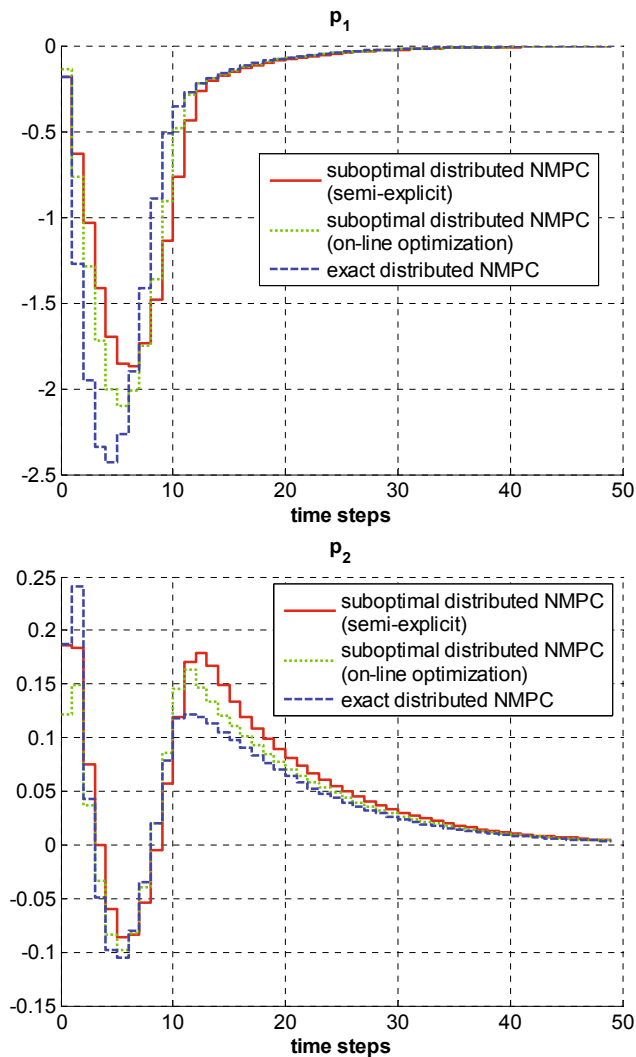 p1
0
-0.5
-1
-1.5
-2
-2.5
suboptimal distributed NMPC
(semi-explicit)
suboptimal distributed NMPC
(on-line optimization)
exact distributed NMPC
0 10 20 30 40 50
time steps
p2
0.25
0.2
0.15
0.1
0.05
0
-0.05
-0.1
-0.15
suboptimal distributed NMPC
(semi-explicit)
suboptimal distributed NMPC
(on-line optimization)
exact distributed NMPC
0 10 20 30 40 50
time steps